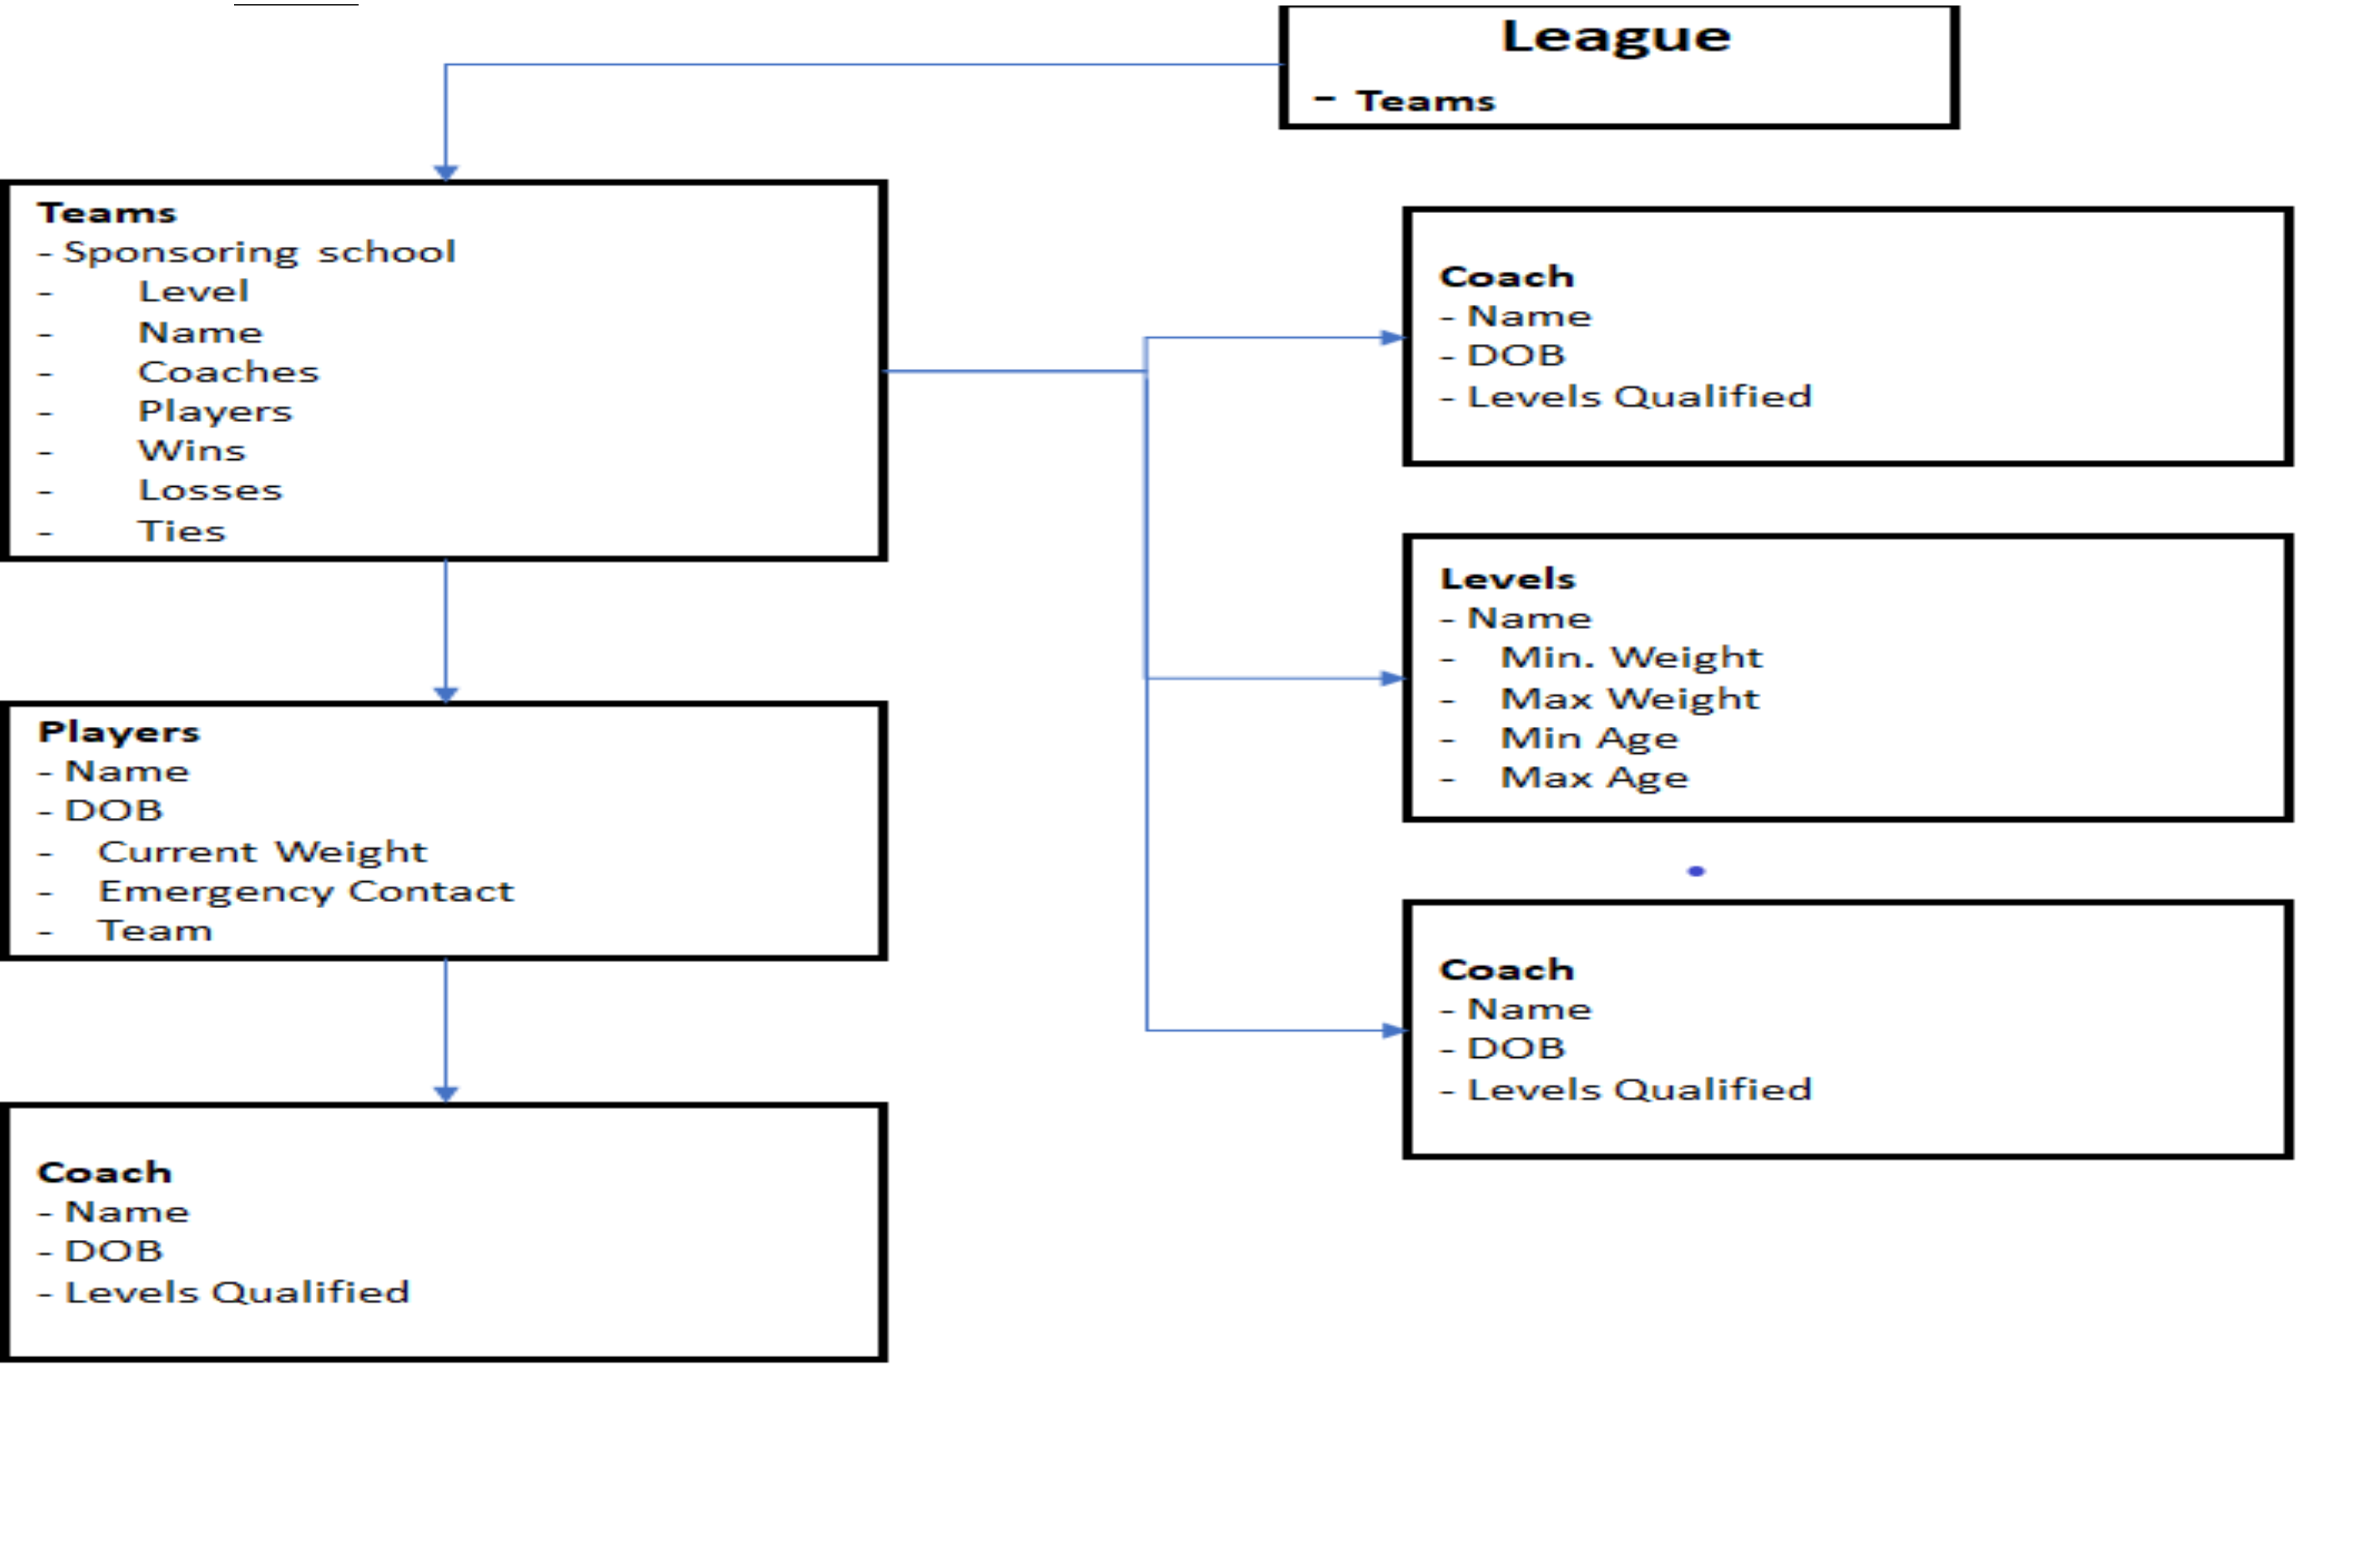 League
- Teams
Teams
- Sponsoring school
- Level
- Name
- Coaches
- Players
- Wins
- Losses
- Ties
Players
- Name
- DOB
- Current Weight
- Emergency Contact
- Team
Coach
- Name
- DOB
- Levels Qualified
Coach
- Name
- DOB
- Levels Qualified
Levels
- Name
- Min. Weight
- Max Weight
- Min Age
- Max Age
Coach
- Name
- DOB
- Levels Qualified